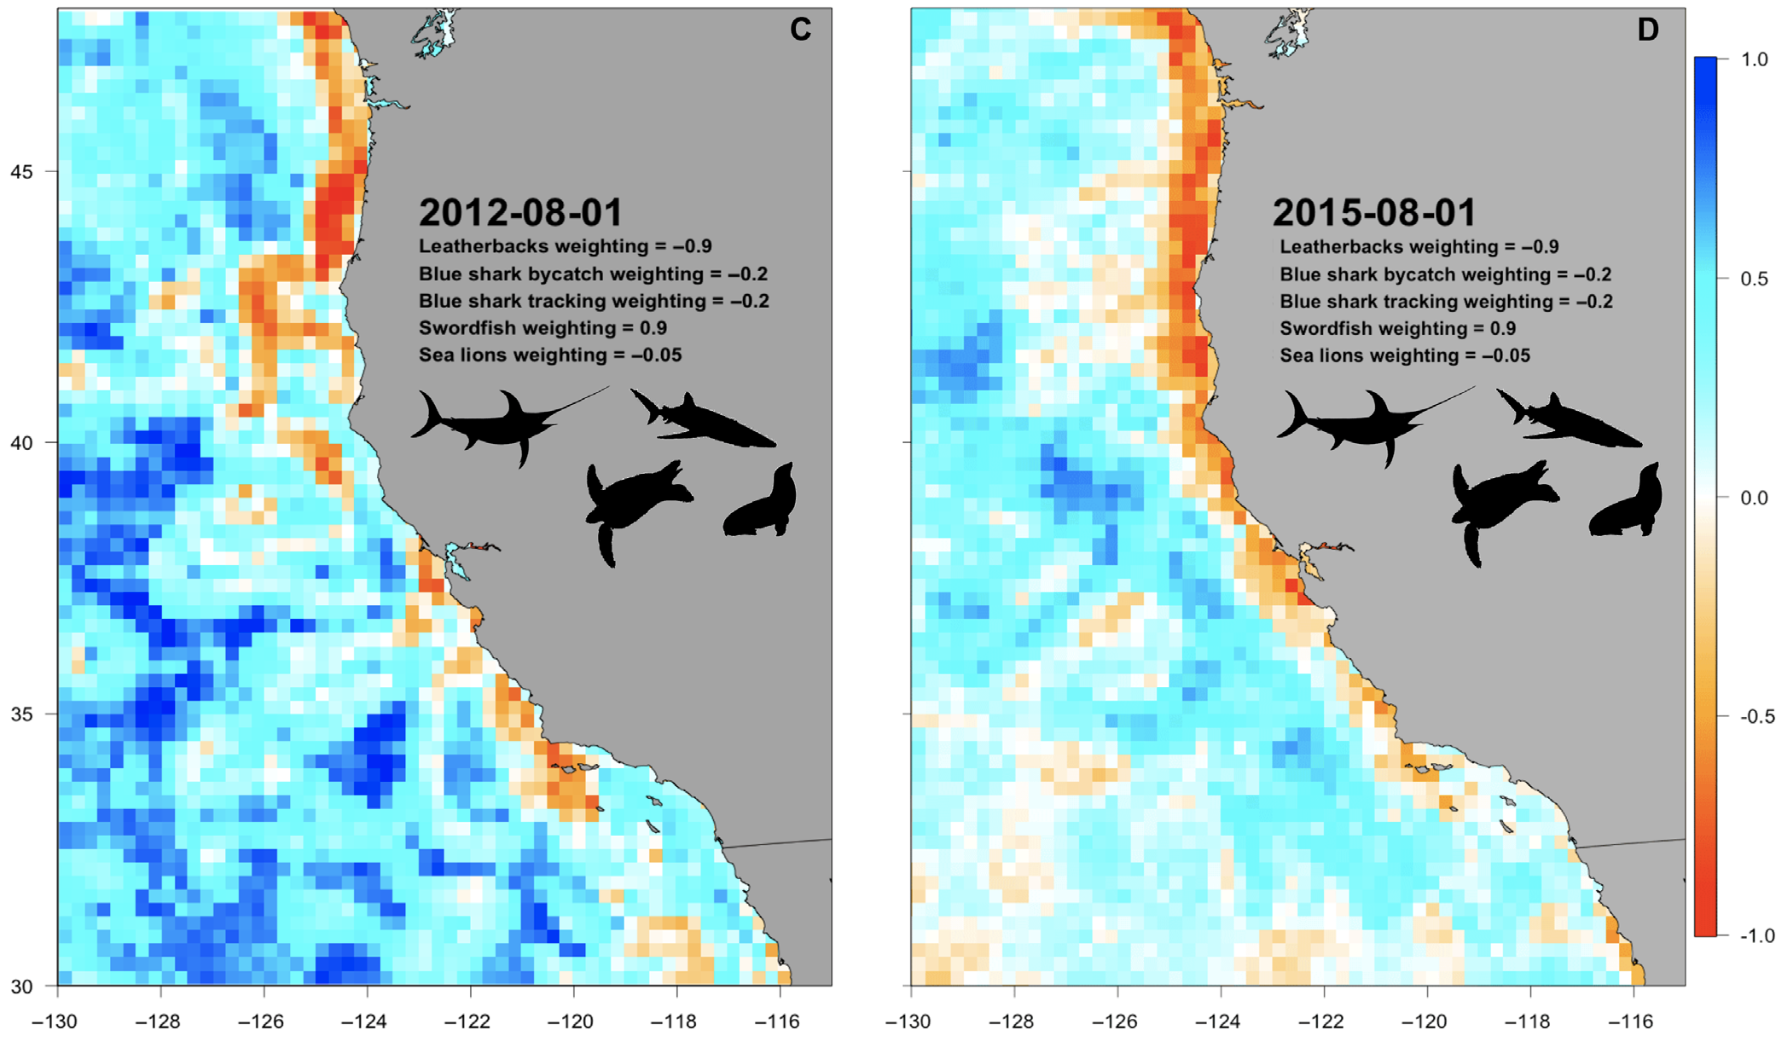 C
2012-08-01
Leatherbacks weighting = –0.9
Blue shark bycatch weighting = –0.2
Blue shark tracking weighting = –0.2
Swordfish weighting = 0.9
Sea lions weighting = –0.05
45
40
35
30
–130
–128
–126
–124
–122
–120
–118
–116
D
2015-08-01
Leatherbacks weighting = –0.9
Blue shark bycatch weighting = –0.2
Blue shark tracking weighting = –0.2
Swordfish weighting = 0.9
Sea lions weighting = –0.05
–130
–128
–126
–124
–122
–120
–118
–116
1.0
0.5
0.0
-0.5
-1.0